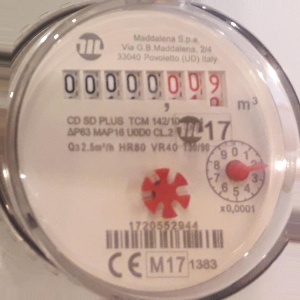 Maddalena S.p.a.
Via G.B. Maddalena, 2/4
33040 Povoletto (UD) Italy
00000009 m³
CD SD PLUS TCM 142/10
ΔP63 MAP16 U0D0 CL.2 M17
Q₃ 2.5m³/h HR80 VR40
x0,0001
1720552944
CE M17 1383